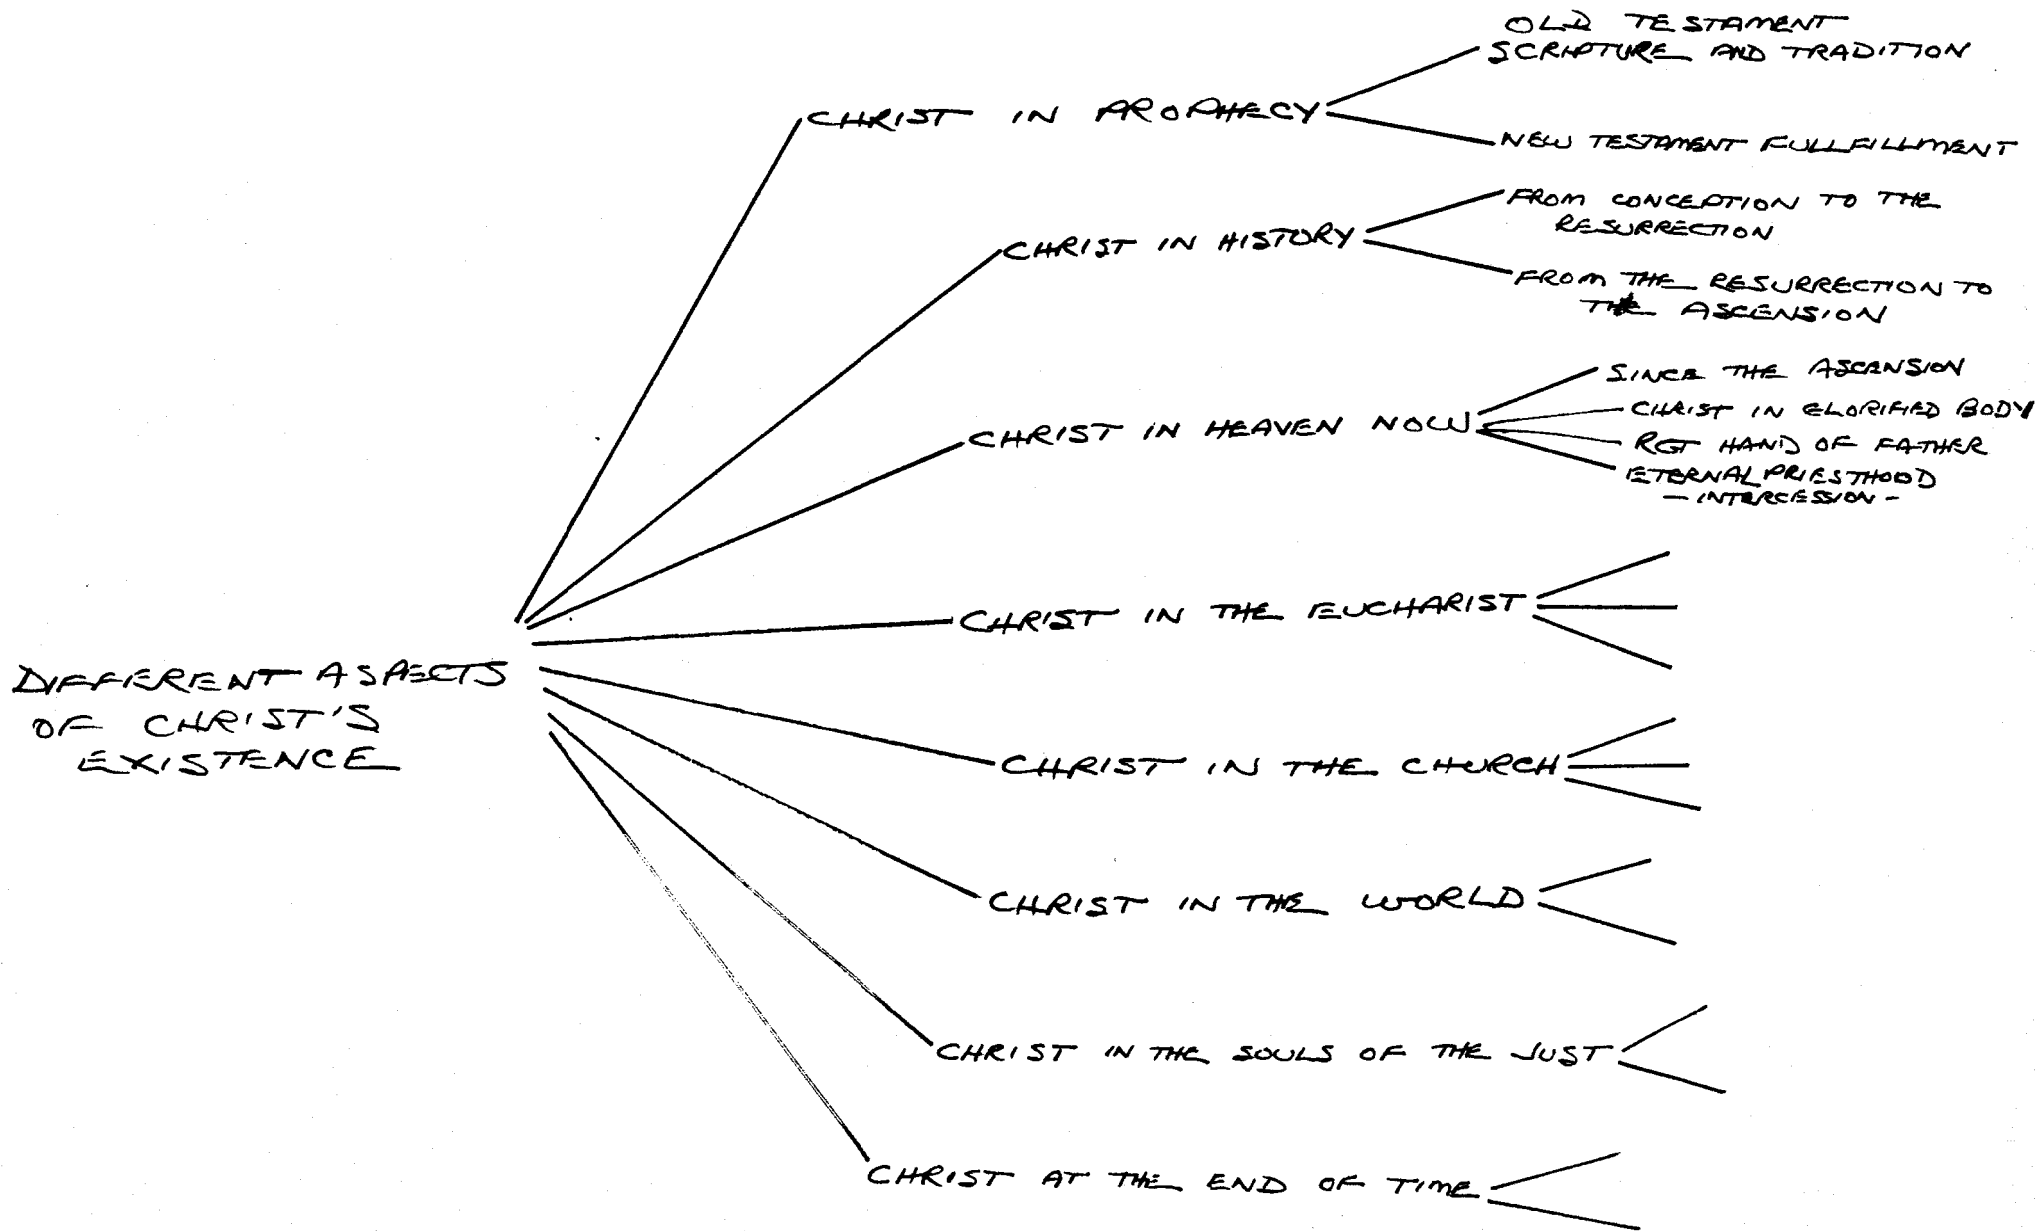 OLD TESTAMENT
SCRIPTURE AND TRADITION
CHRIST IN PROPHECY
NEW TESTAMENT FULLFILLMENT
FROM CONCEPTION TO THE
RESURRECTION
CHRIST IN HISTORY
FROM THE RESURRECTION TO
THE ASCENSION
SINCE THE ASCENSION
CHRIST IN GLORIFIED BODY
CHRIST IN HEAVEN NOW
RGT HAND OF FATHER
ETERNAL PRIESTHOOD
- INTERCESSION -
CHRIST IN THE EUCHARIST
DIFFERENT ASPECTS
OF CHRIST'S
EXISTENCE
CHRIST IN THE CHURCH
CHRIST IN THE WORLD
CHRIST IN THE SOULS OF THE JUST
CHRIST AT THE END OF TIME